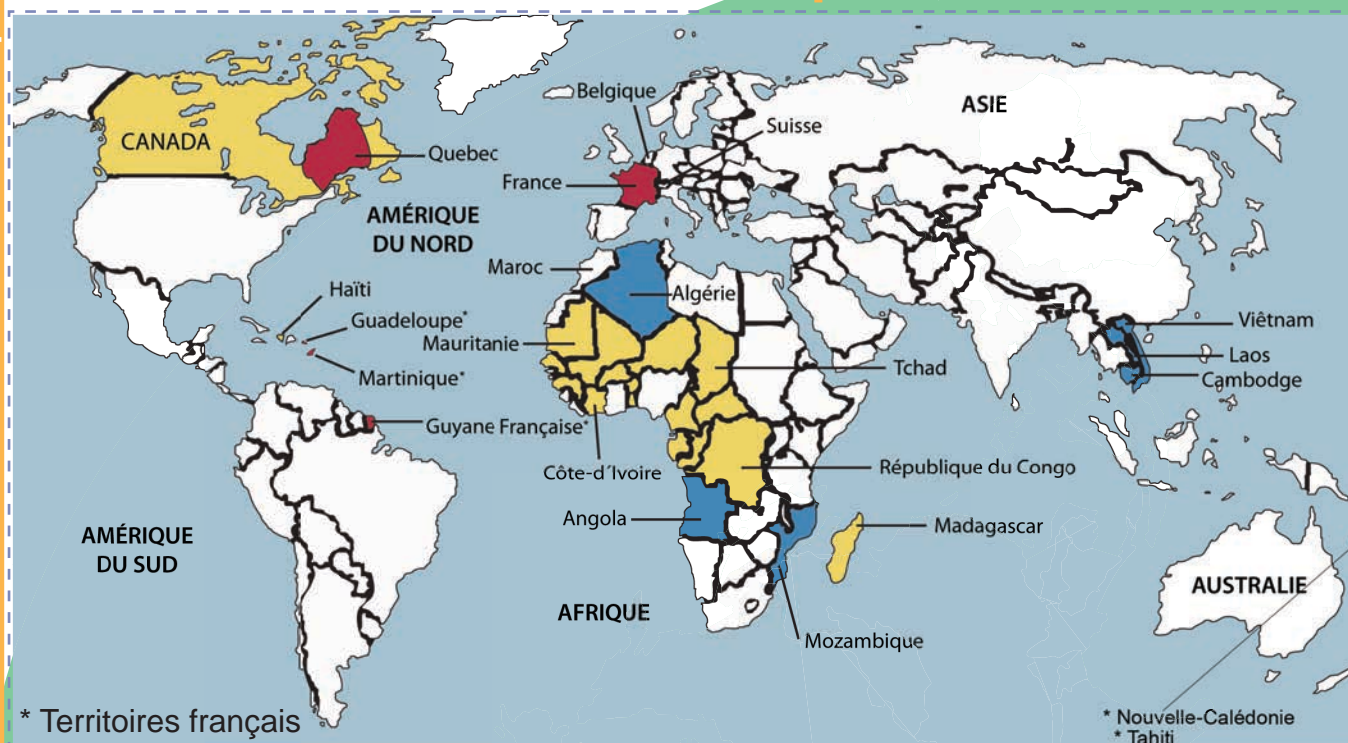 ASIE
Belgique
Suisse
CANADA
Quebec
France
AMÉRIQUE
DU NORD
Maroc
Algérie
Haïti
Guadeloupe*
Mauritanie
Martinique*
Viêtnam
Laos
Cambodge
Tchad
Guyane Française*
Côte-d´Ivoire
République du Congo
Angola
Madagascar
AMÉRIQUE
DU SUD
AFRIQUE
AUSTRALIE
Mozambique
* Territoires français
* Nouvelle-Calédonie
* Tahiti